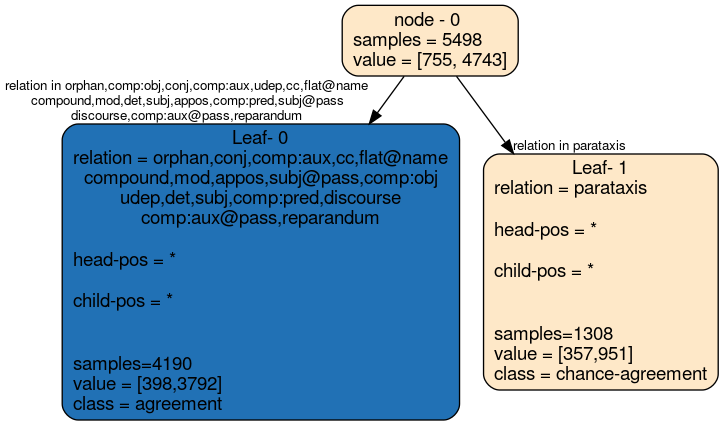 node - 0
samples = 5498
value = [755, 4743]
relation in orphan,comp:obj,conj,comp:aux,udep,cc,flat@name
compound,mod,det,subj,appos,comp:pred,subj@pass
discourse,comp:aux@pass,reparandum
relation in parataxis
Leaf- 0
relation = orphan,conj,comp:aux,cc,flat@name
compound,mod,appos,subj@pass,comp:obj
udep,det,subj,comp:pred,discourse
comp:aux@pass,reparandum
head-pos = *
child-pos = *
samples=4190
value = [398,3792]
class = agreement
Leaf- 1
relation = parataxis
head-pos = *
child-pos = *
samples=1308
value = [357,951]
class = chance-agreement